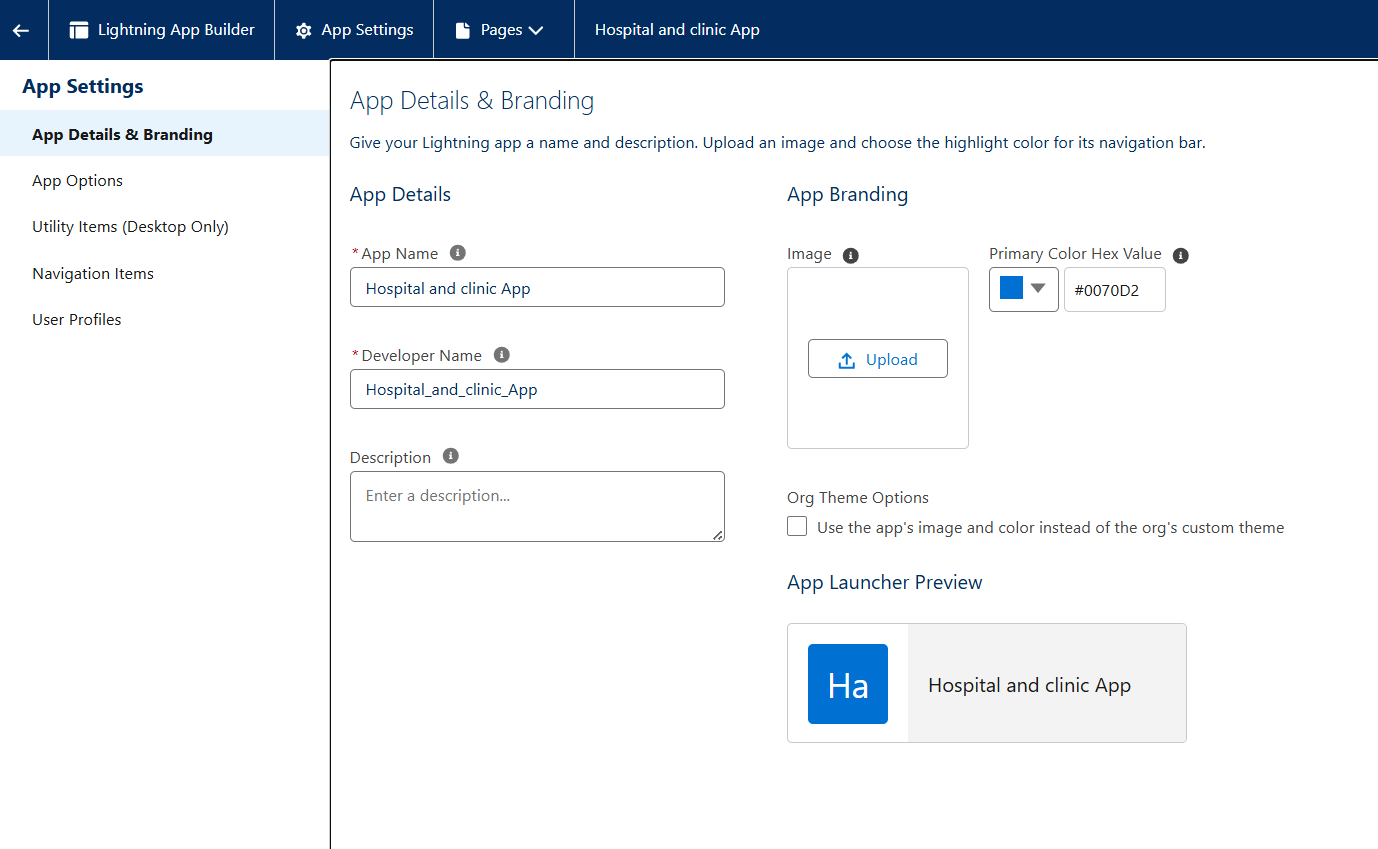 Lightning App Builder
App Settings
Pages
Hospital and clinic App
App Settings
App Details & Branding
App Options
Utility Items (Desktop Only)
Navigation Items
User Profiles
App Details & Branding
Give your Lightning app a name and description. Upload an image and choose the highlight color for its navigation bar.
App Details
*App Name
Hospital and clinic App
*Developer Name
Hospital_and_clinic_App
Description
Enter a description...
App Branding
Image
Upload
Primary Color Hex Value
#0070D2
Org Theme Options
Use the app's image and color instead of the org's custom theme
App Launcher Preview
Ha
Hospital and clinic App